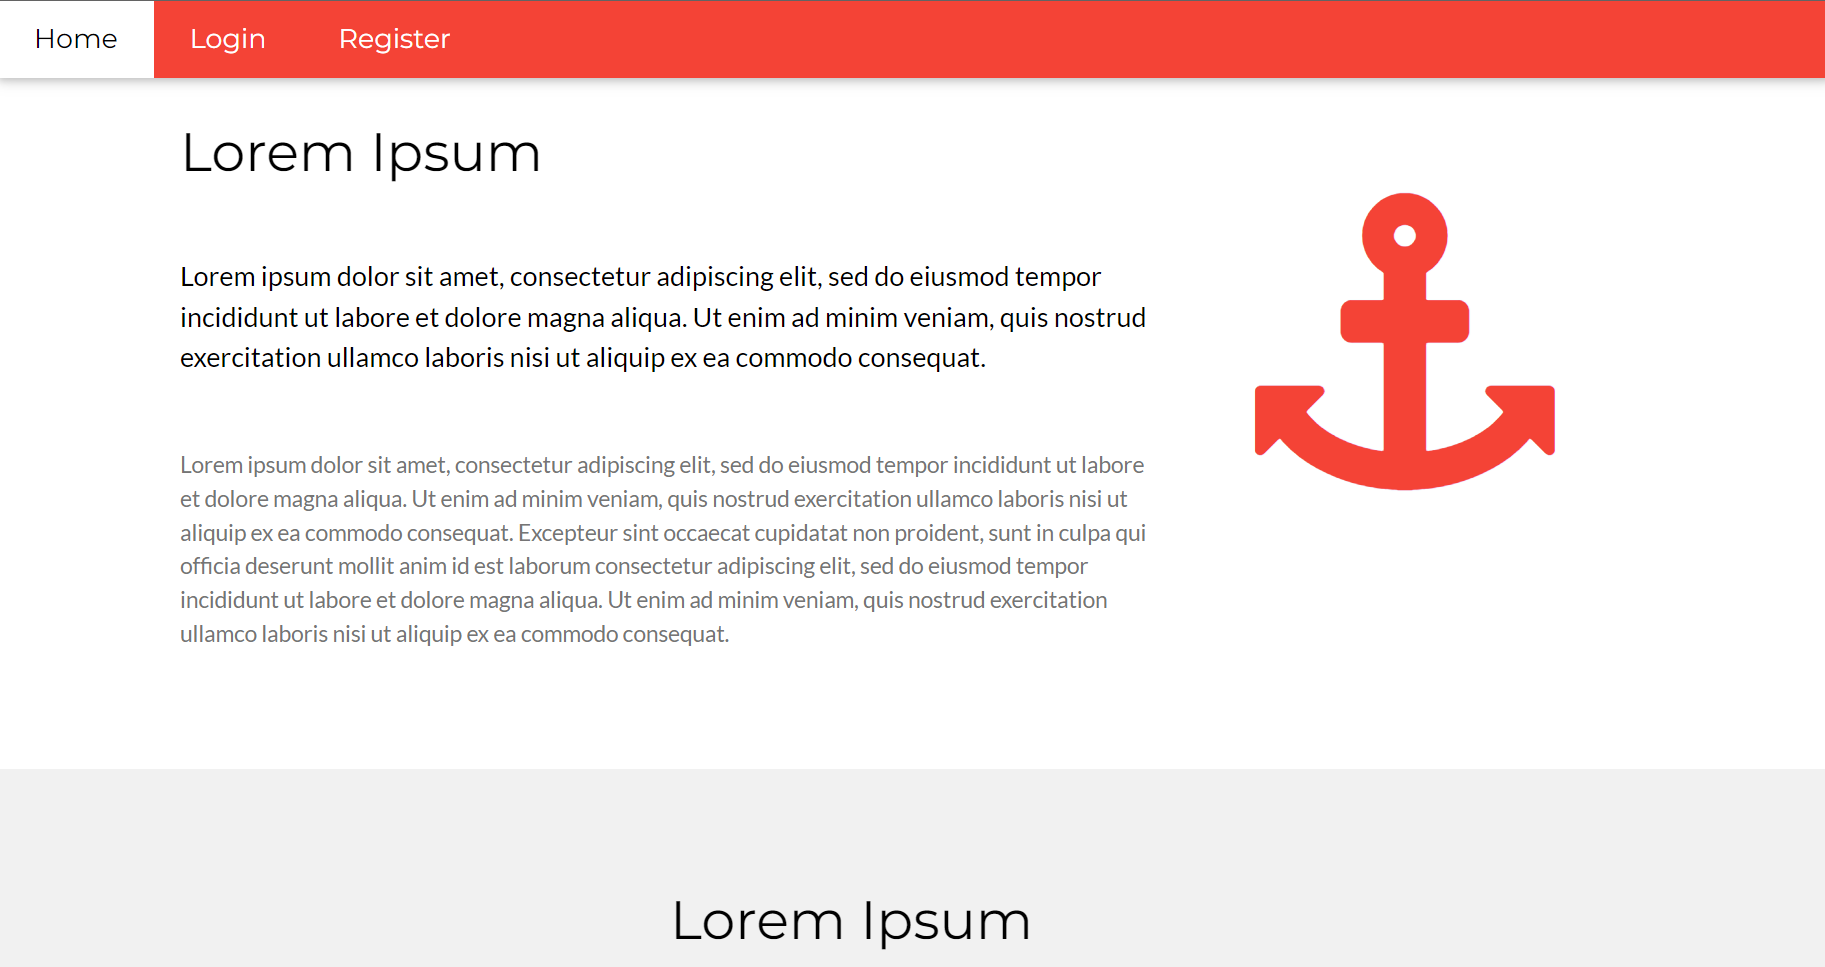 Home Login Register
Lorem Ipsum
Lorem ipsum dolor sit amet, consectetur adipiscing elit, sed do eiusmod tempor
incididunt ut labore et dolore magna aliqua. Ut enim ad minim veniam, quis nostrud
exercitation ullamco laboris nisi ut aliquip ex ea commodo consequat.
Lorem ipsum dolor sit amet, consectetur adipiscing elit, sed do eiusmod tempor incididunt ut labore
et dolore magna aliqua. Ut enim ad minim veniam, quis nostrud exercitation ullamco laboris nisi ut
aliquip ex ea commodo consequat. Excepteur sint occaecat cupidatat non proident, sunt in culpa qui
officia deserunt mollit anim id est laborum consectetur adipiscing elit, sed do eiusmod tempor
incididunt ut labore et dolore magna aliqua. Ut enim ad minim veniam, quis nostrud exercitation
ullamco laboris nisi ut aliquip ex ea commodo consequat.
Lorem Ipsum